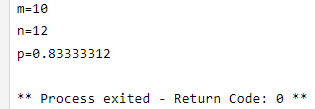 m=10
n=12
p=0.83333312
** Process exited - Return Code: 0 **